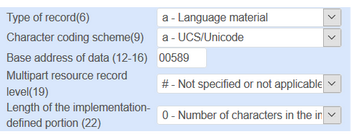 Type of record(6) a - Language material
Character coding scheme(9) a - UCS/Unicode
Base address of data (12-16) 00589
Multipart resource record
level(19) # - Not specified or not applicable
Length of the implementation-
defined portion (22) 0 - Number of characters in the